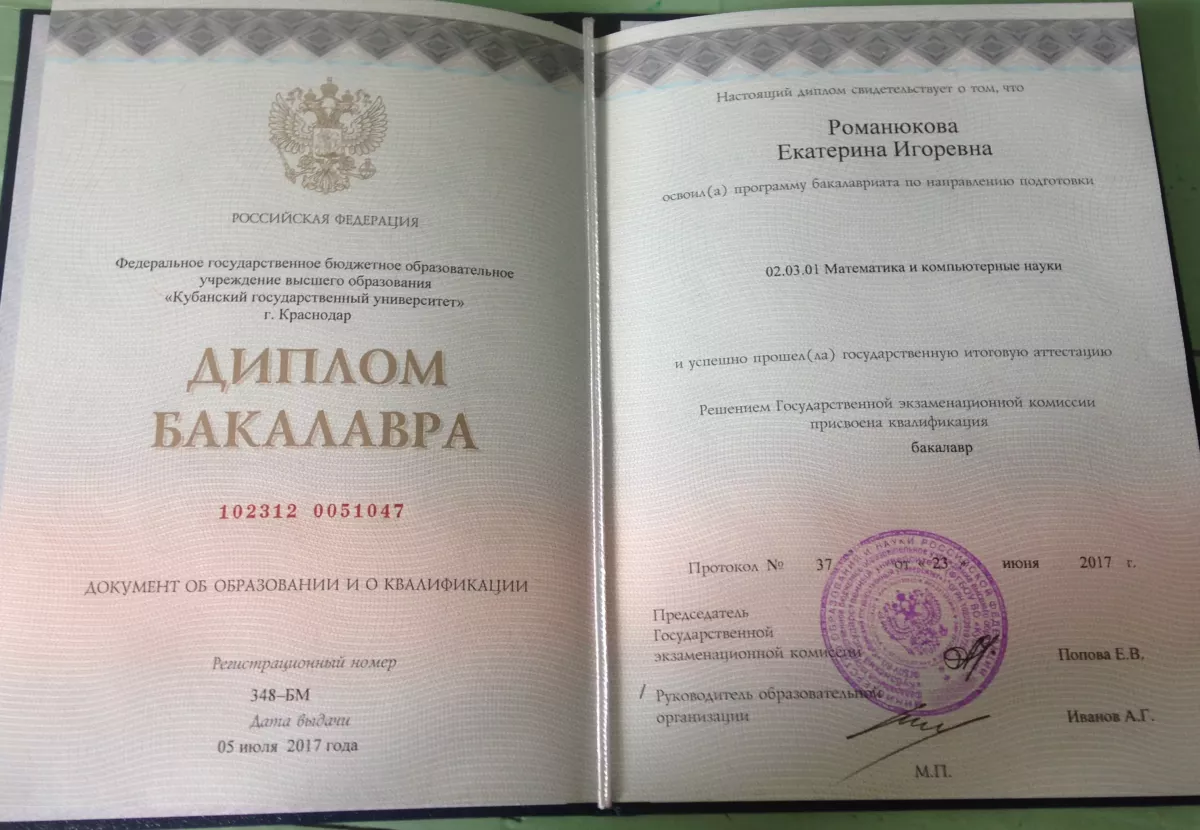 РОССИЙСКАЯ ФЕДЕРАЦИЯ
Федеральное государственное бюджетное образовательное
учреждение высшего образования
«Кубанский государственный университет»
г. Краснодар
ДИПЛОМ
БАКАЛАВРА
102312 0051047
ДОКУМЕНТ ОБ ОБРАЗОВАНИИ И О КВАЛИФИКАЦИИ
Регистрационный номер
348–БМ
Дата выдачи
05 июля 2017 года
Настоящий диплом свидетельствует о том, что
Романюкова
Екатерина Игоревна
освоил(а) программу бакалавриата по направлению подготовки
02.03.01 Математика и компьютерные науки
и успешно прошел(ла) государственную итоговую аттестацию
Решением Государственной экзаменационной комиссии
присвоена квалификация
бакалавр
Протокол № 37 от « 23 » июня 2017 г.
Председатель
Государственной
экзаменационной комиссии Попова Е.В.
/ Руководитель образовательной
организации Иванов А.Г.
М.П.